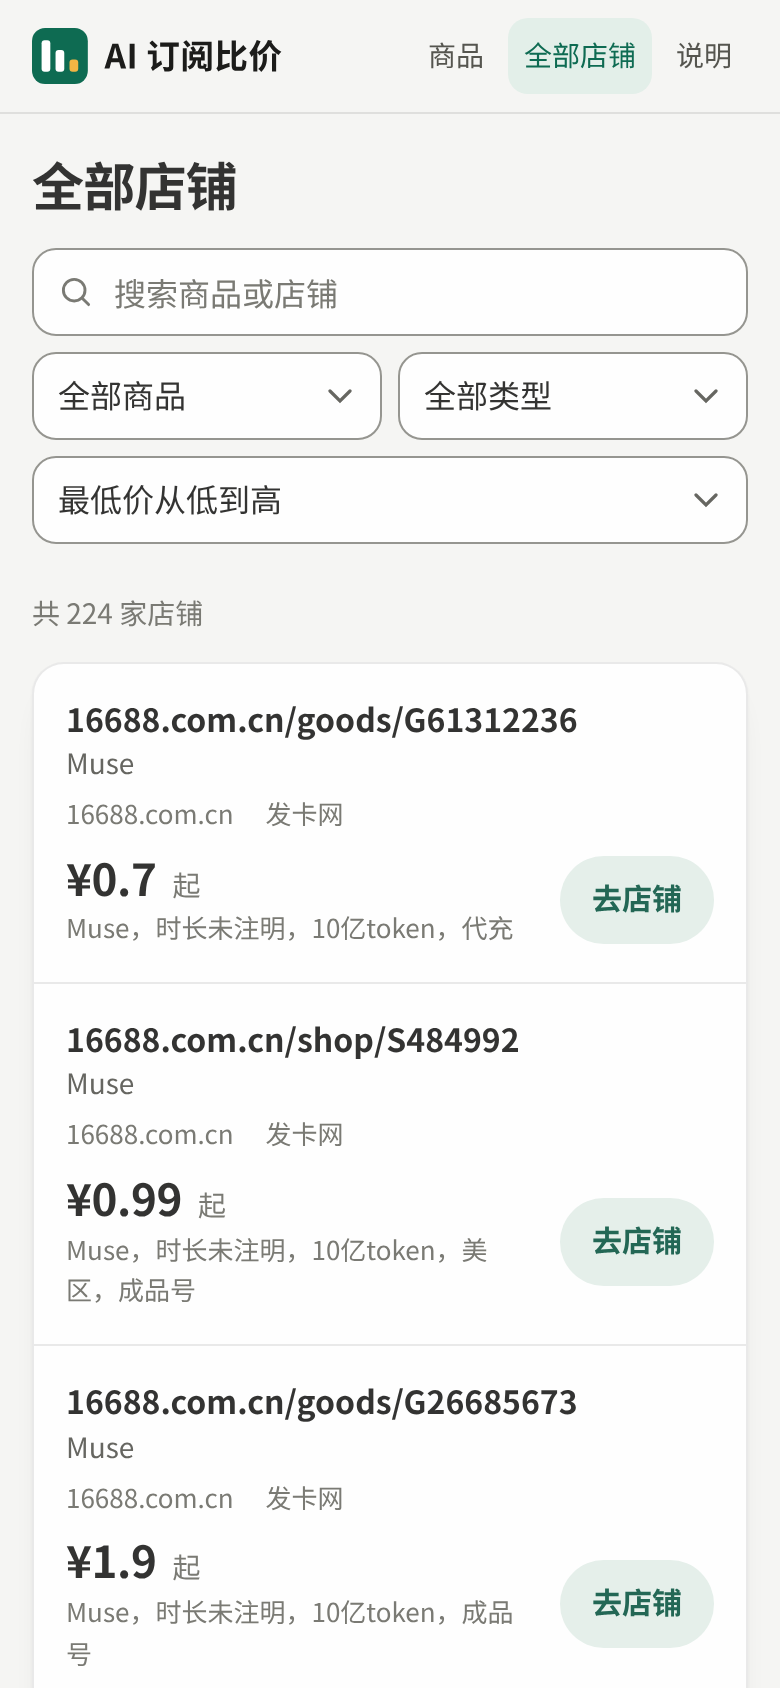 AI 订阅比价
商品
全部店铺
说明
全部店铺
搜索商品或店铺
全部商品
全部类型
最低价从低到高
共 224 家店铺
16688.com.cn/goods/G61312236
Muse
16688.com.cn 发卡网
¥0.7 起
Muse，时长未注明，10亿token，代充
去店铺
16688.com.cn/shop/S484992
Muse
16688.com.cn 发卡网
¥0.99 起
Muse，时长未注明，10亿token，美
区，成品号
去店铺
16688.com.cn/goods/G26685673
Muse
16688.com.cn 发卡网
¥1.9 起
Muse，时长未注明，10亿token，成品
号
去店铺